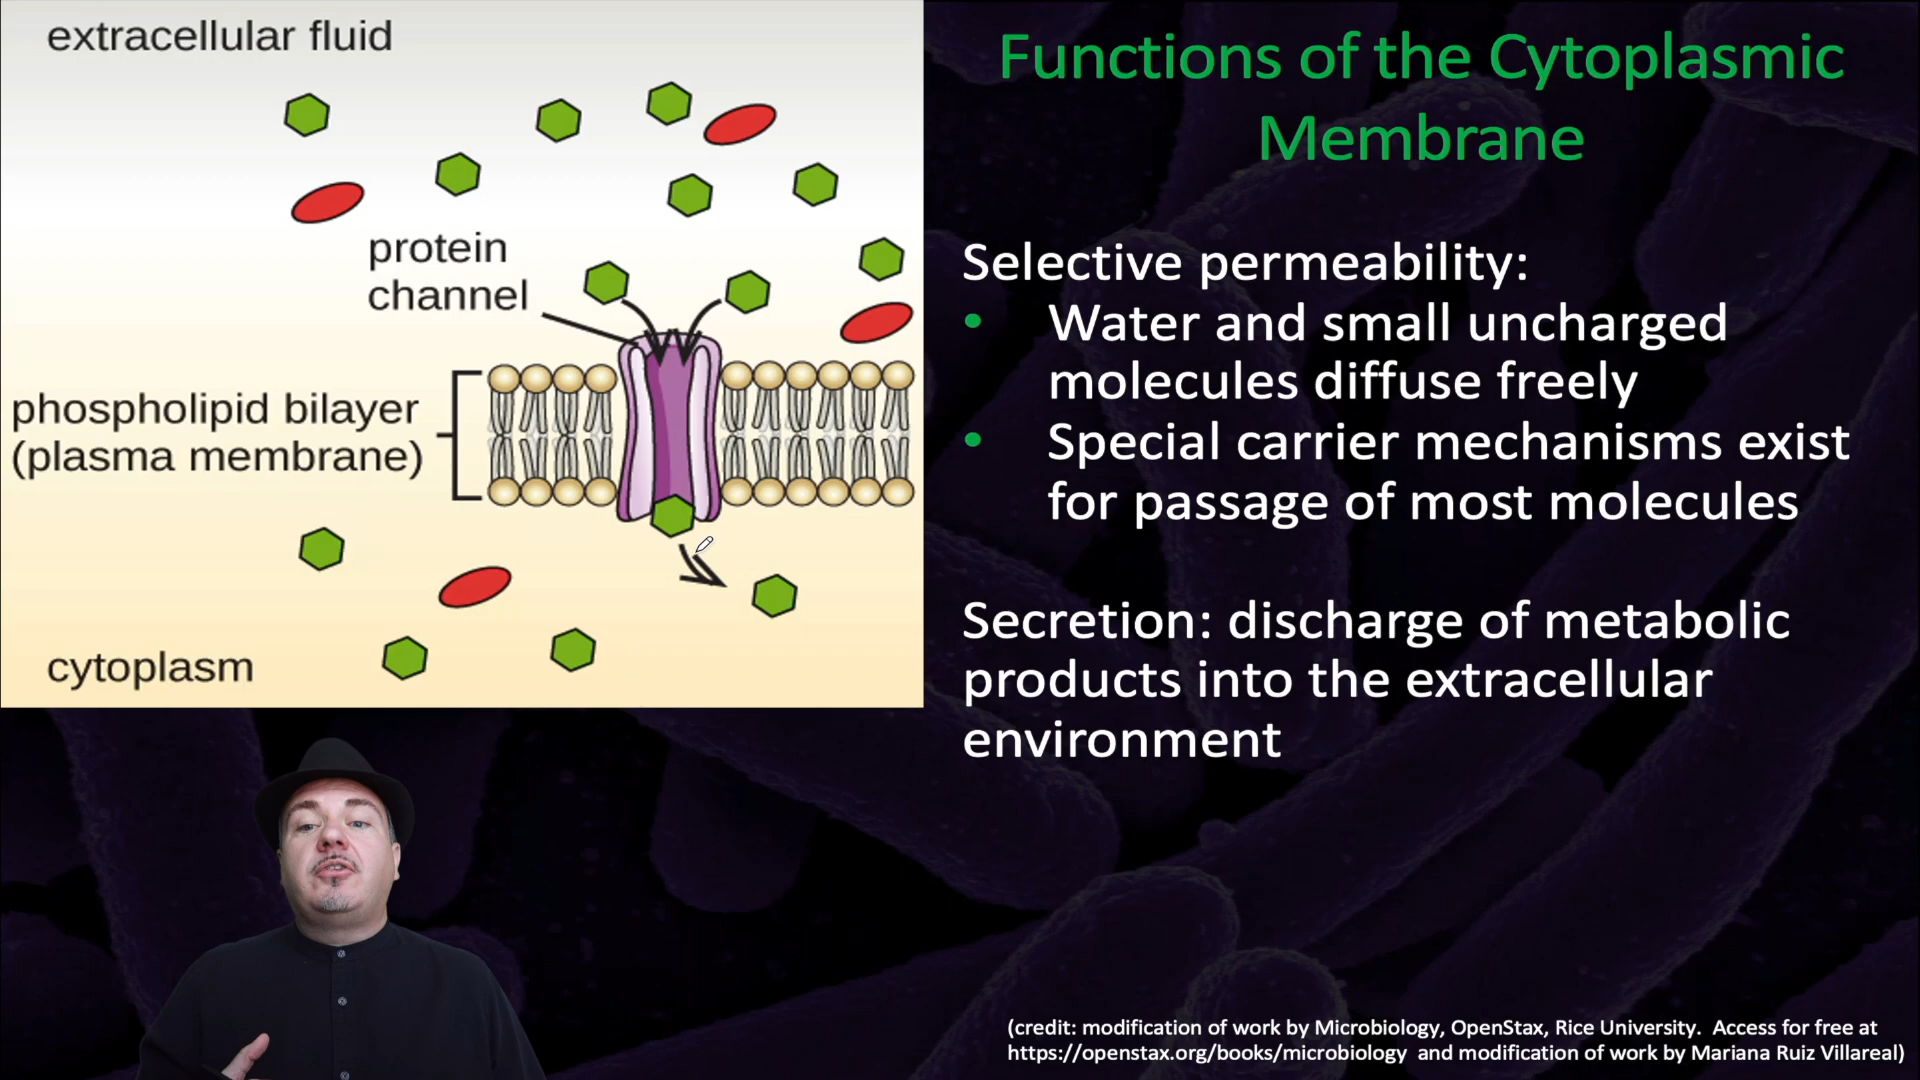 extracellular fluid
protein
channel
phospholipid bilayer
(plasma membrane)
cytoplasm
Functions of the Cytoplasmic
Membrane
Selective permeability:
• Water and small uncharged
molecules diffuse freely
• Special carrier mechanisms exist
for passage of most molecules
Secretion: discharge of metabolic
products into the extracellular
environment
(credit: modification of work by Microbiology, OpenStax, Rice University. Access for free at
https://openstax.org/books/microbiology and modification of work by Mariana Ruiz Villareal)